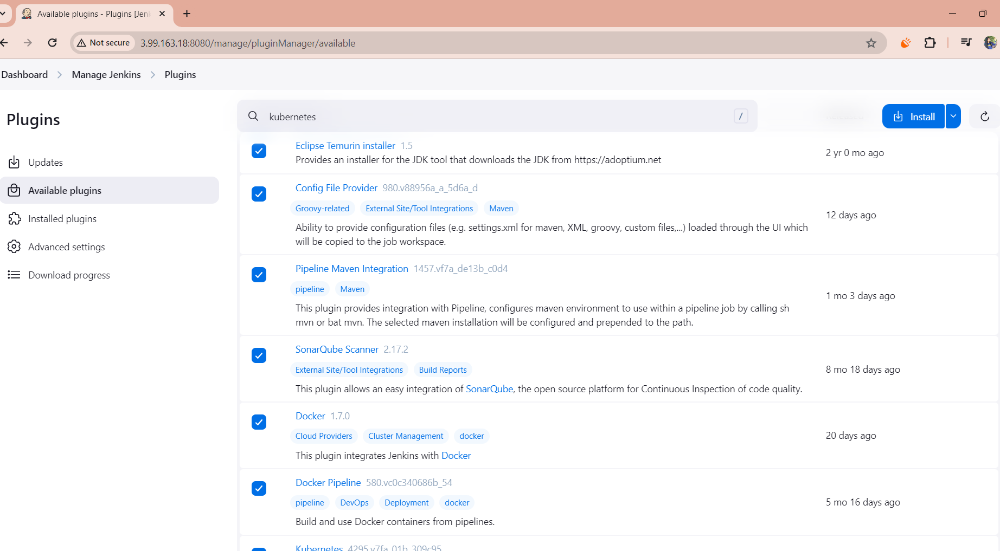 Available plugins - Plugins [Jen
Not secure
3.99.163.18:8080/manage/pluginManager/available
Dashboard
Manage Jenkins
Plugins
Plugins
kubernetes
/
Install
Updates
Available plugins
Installed plugins
Advanced settings
Download progress
Eclipse Temurin installer 1.5
Provides an installer for the JDK tool that downloads the JDK from https://adoptium.net
2 yr 0 mo ago
Config File Provider 980.v88956a_a_5d6a_d
Groovy-related External Site/Tool Integrations Maven
Ability to provide configuration files (e.g. settings.xml for maven, XML, groovy, custom files,...) loaded through the UI which
will be copied to the job workspace.
12 days ago
Pipeline Maven Integration 1457.vf7a_de13b_c0d4
pipeline Maven
This plugin provides integration with Pipeline, configures maven environment to use within a pipeline job by calling sh
mvn or bat mvn. The selected maven installation will be configured and prepended to the path.
1 mo 3 days ago
SonarQube Scanner 2.17.2
External Site/Tool Integrations Build Reports
This plugin allows an easy integration of SonarQube, the open source platform for Continuous Inspection of code quality.
8 mo 18 days ago
Docker 1.7.0
Cloud Providers Cluster Management docker
This plugin integrates Jenkins with Docker
20 days ago
Docker Pipeline 580.vc0c340686b_54
pipeline DevOps Deployment docker
Build and use Docker containers from pipelines.
5 mo 16 days ago
Kubernetes 4295.v7fa_01b_309c95